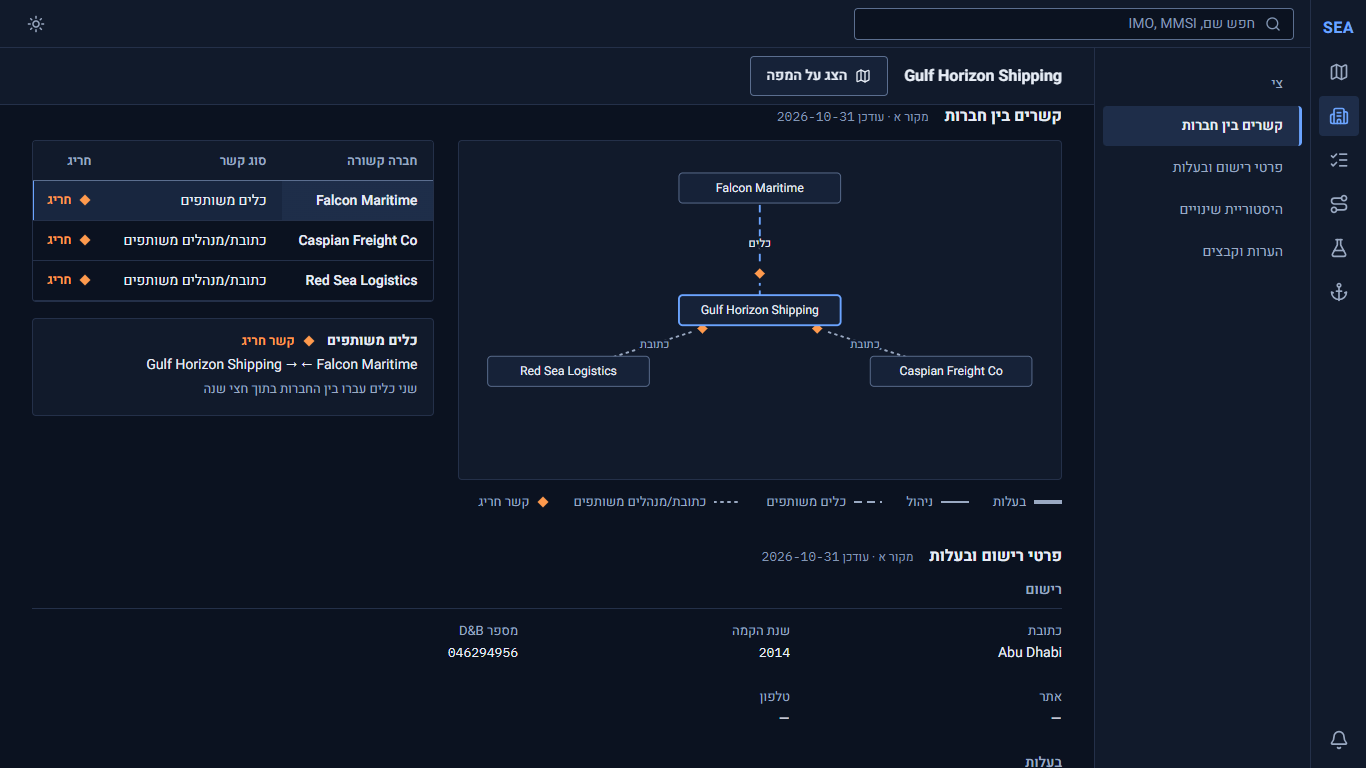 SEA
חפש שם, IMO, MMSI
צי
קשרים בין חברות
פרטי רישום ובעלות
היסטוריית שינויים
הערות וקבצים
Gulf Horizon Shipping
הצג על המפה
קשרים בין חברות
מקור א · עודכן 2026-10-31
Falcon Maritime
כלים
Gulf Horizon Shipping
כתובת
כתובת
Caspian Freight Co
Red Sea Logistics
בעלות
ניהול
כלים משותפים
כתובת/מנהלים משותפים
קשר חריג
חברה קשורה סוג קשר חריג
Falcon Maritime כלים משותפים ◆ חריג
Caspian Freight Co כתובת/מנהלים משותפים ◆ חריג
Red Sea Logistics כתובת/מנהלים משותפים ◆ חריג
כלים משותפים ◆ קשר חריג
Gulf Horizon Shipping → ← Falcon Maritime
שני כלים עברו בין החברות בתוך חצי שנה
פרטי רישום ובעלות
מקור א · עודכן 2026-10-31
רישום
כתובת שנת הקמה מספר D&B
Abu Dhabi 2014 046294956
אתר טלפון
— —
בעלות